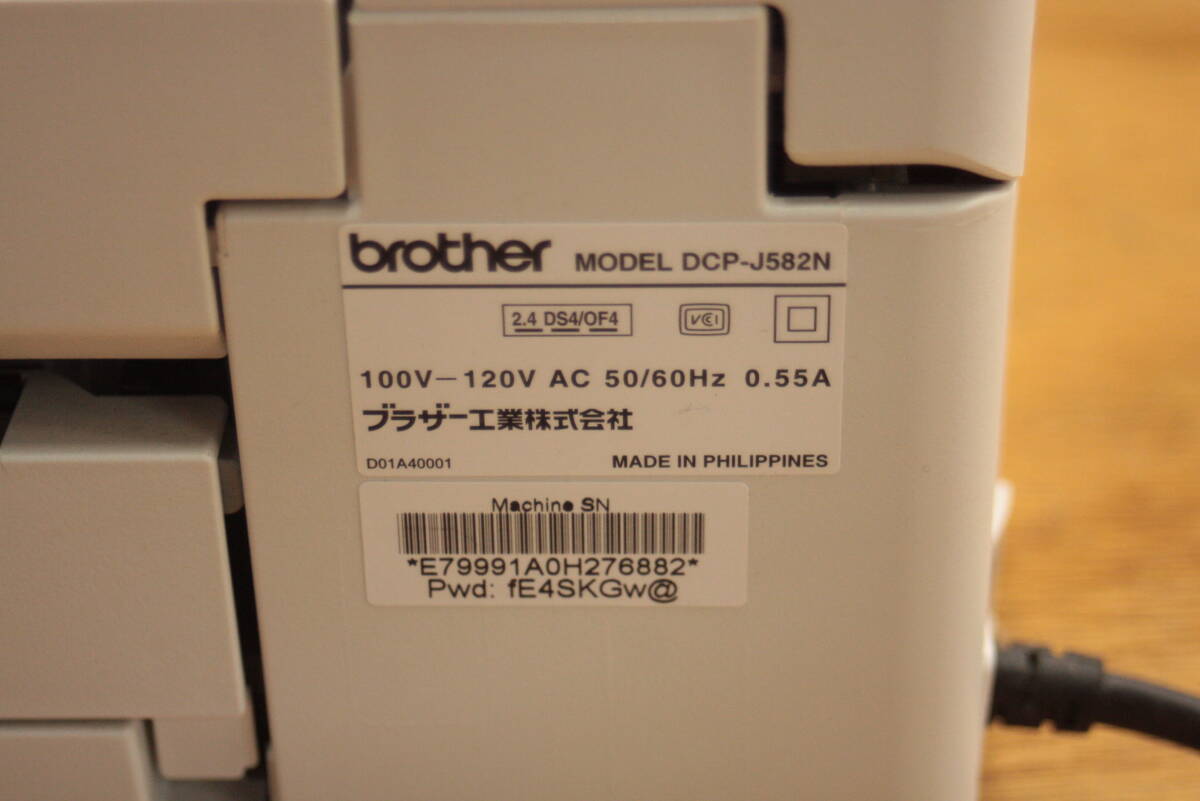 brother MODEL DCP-J582N
2.4 DS4/OF4
VCI
100V－120V AC 50/60Hz 0.55A
ブラザー工業株式会社
D01A40001 MADE IN PHILIPPINES
Machine SN
*E79991A0H276882*
Pwd: fE4SKGw@